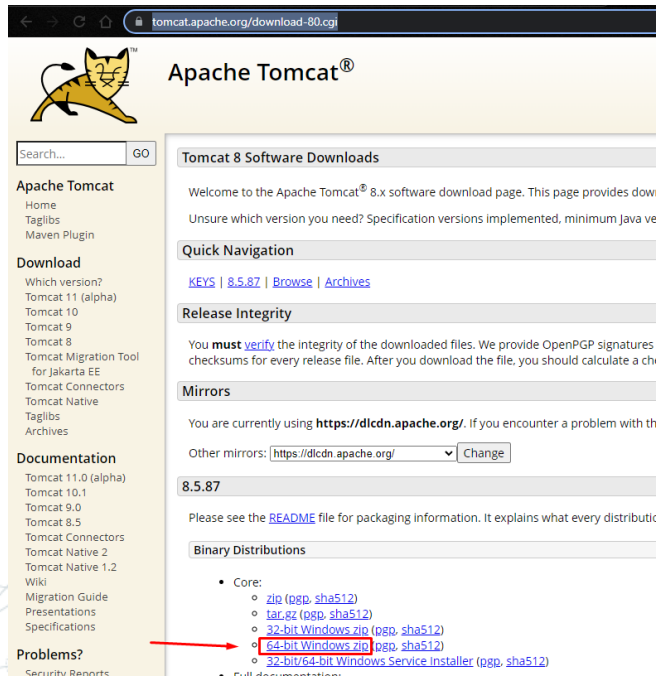 tomcat.apache.org/download-80.cgi
TM
Apache Tomcat®
Search... GO
Apache Tomcat
Home
Taglibs
Maven Plugin
Download
Which version?
Tomcat 11 (alpha)
Tomcat 10
Tomcat 9
Tomcat 8
Tomcat Migration Tool
for Jakarta EE
Tomcat Connectors
Tomcat Native
Taglibs
Archives
Documentation
Tomcat 11.0 (alpha)
Tomcat 10.1
Tomcat 9.0
Tomcat 8.5
Tomcat Connectors
Tomcat Native 2
Tomcat Native 1.2
Wiki
Migration Guide
Presentations
Specifications
Problems?
Security Reports
Tomcat 8 Software Downloads
Welcome to the Apache Tomcat® 8.x software download page. This page provides dow
Unsure which version you need? Specification versions implemented, minimum Java ve
Quick Navigation
KEYS | 8.5.87 | Browse | Archives
Release Integrity
You must verify the integrity of the downloaded files. We provide OpenPGP signatures
checksums for every release file. After you download the file, you should calculate a che
Mirrors
You are currently using https://dlcdn.apache.org/. If you encounter a problem with th
Other mirrors: https://dlcdn.apache.org/ Change
8.5.87
Please see the README file for packaging information. It explains what every distributio
Binary Distributions
• Core:
○ zip (pgp, sha512)
○ tar.gz (pgp, sha512)
○ 32-bit Windows zip (pgp, sha512)
○ 64-bit Windows zip (pgp, sha512)
○ 32-bit/64-bit Windows Service Installer (pgp, sha512)
• Full documentation: